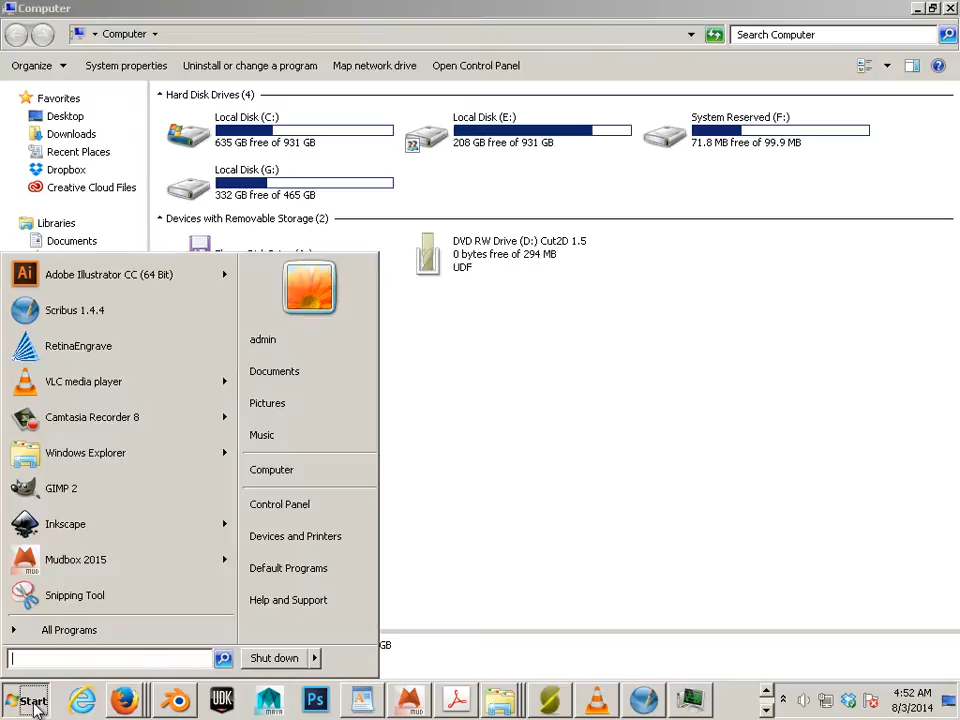 Computer
Computer
Search Computer
Organize System properties Uninstall or change a program Map network drive Open Control Panel
Favorites
Desktop
Downloads
Recent Places
Dropbox
Creative Cloud Files
Libraries
Documents
Hard Disk Drives (4)
Local Disk (C:)
635 GB free of 931 GB
Local Disk (E:)
208 GB free of 931 GB
System Reserved (F:)
71.8 MB free of 99.9 MB
Local Disk (G:)
332 GB free of 465 GB
Devices with Removable Storage (2)
DVD RW Drive (D:) Cut2D 1.5
0 bytes free of 294 MB
UDF
Ai Adobe Illustrator CC (64 Bit)
Scribus 1.4.4
RetinaEngrave
VLC media player
Camtasia Recorder 8
Windows Explorer
GIMP 2
Inkscape
MUD Mudbox 2015
Snipping Tool
All Programs
admin
Documents
Pictures
Music
Computer
Control Panel
Devices and Printers
Default Programs
Help and Support
Shut down
GB
Start
UDK
MAYA
Ps
MUD
4:52 AM
8/3/2014